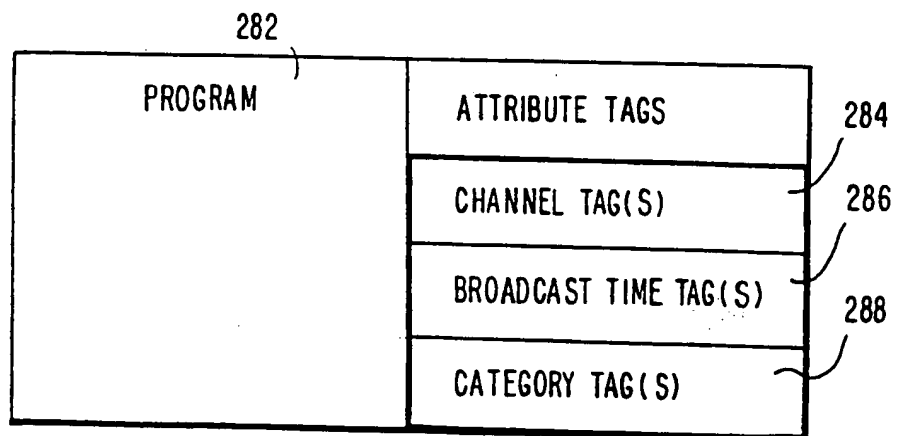 282
PROGRAM
ATTRIBUTE TAGS
284
CHANNEL TAG(S)
286
BROADCAST TIME TAG(S)
288
CATEGORY TAG(S)